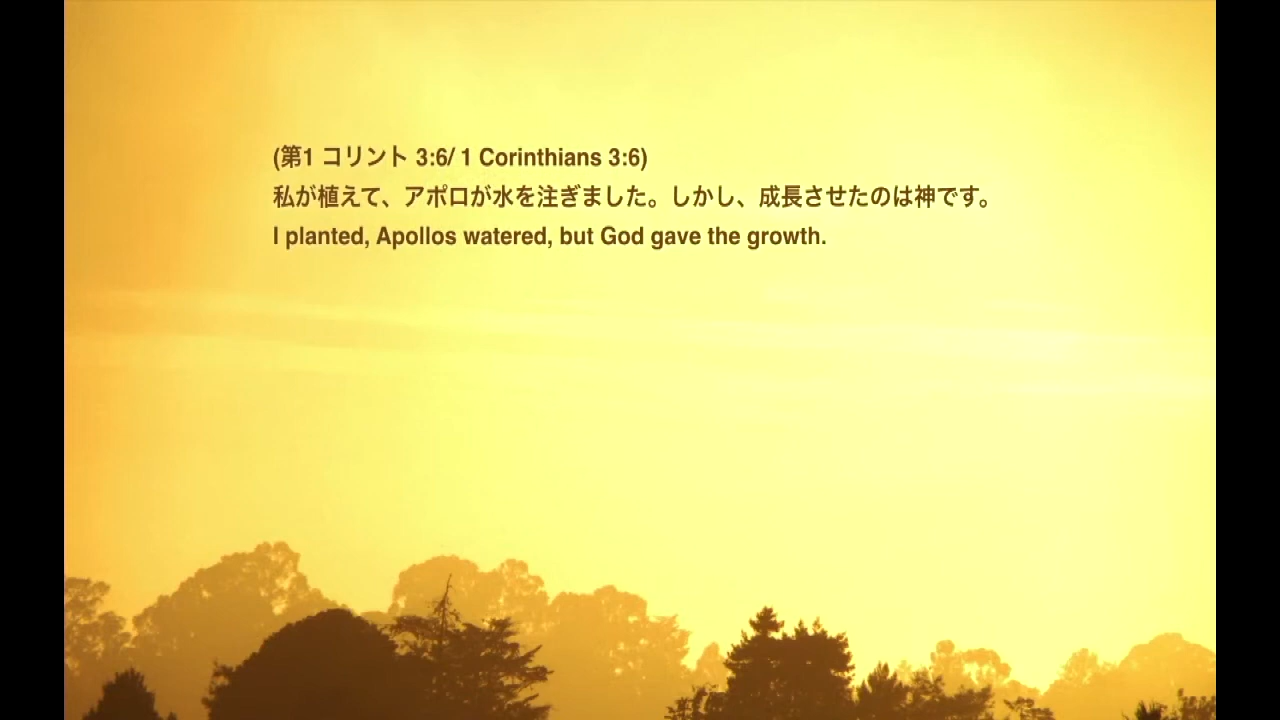 (第1 コリント 3:6/ 1 Corinthians 3:6)
私が植えて、アポロが水を注ぎました。しかし、成長させたのは神です。
I planted, Apollos watered, but God gave the growth.